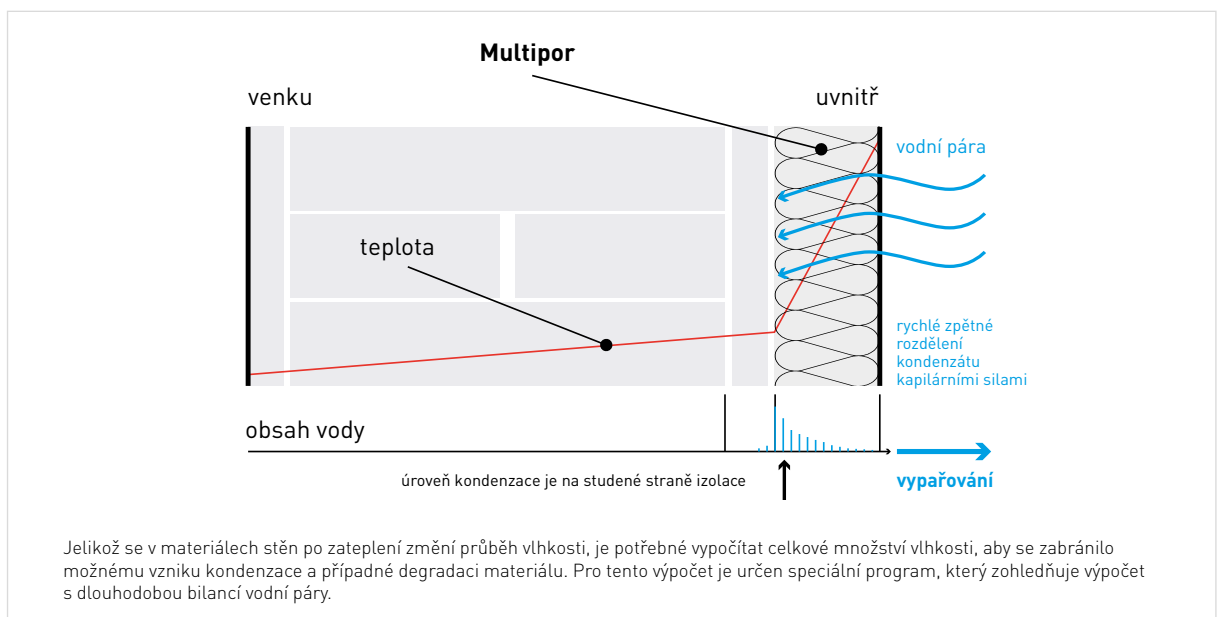 Multipor
venku
uvnitř
vodní pára
teplota
rychlé zpětné
rozdělení
kondenzátu
kapilárními silami
obsah vody
úroveň kondenzace je na studené straně izolace
vypařování
Jelikož se v materiálech stěn po zateplení změní průběh vlhkosti, je potřebné vypočítat celkové množství vlhkosti, aby se zabránilo
možnému vzniku kondenzace a případné degradaci materiálu. Pro tento výpočet je určen speciální program, který zohledňuje výpočet
s dlouhodobou bilancí vodní páry.